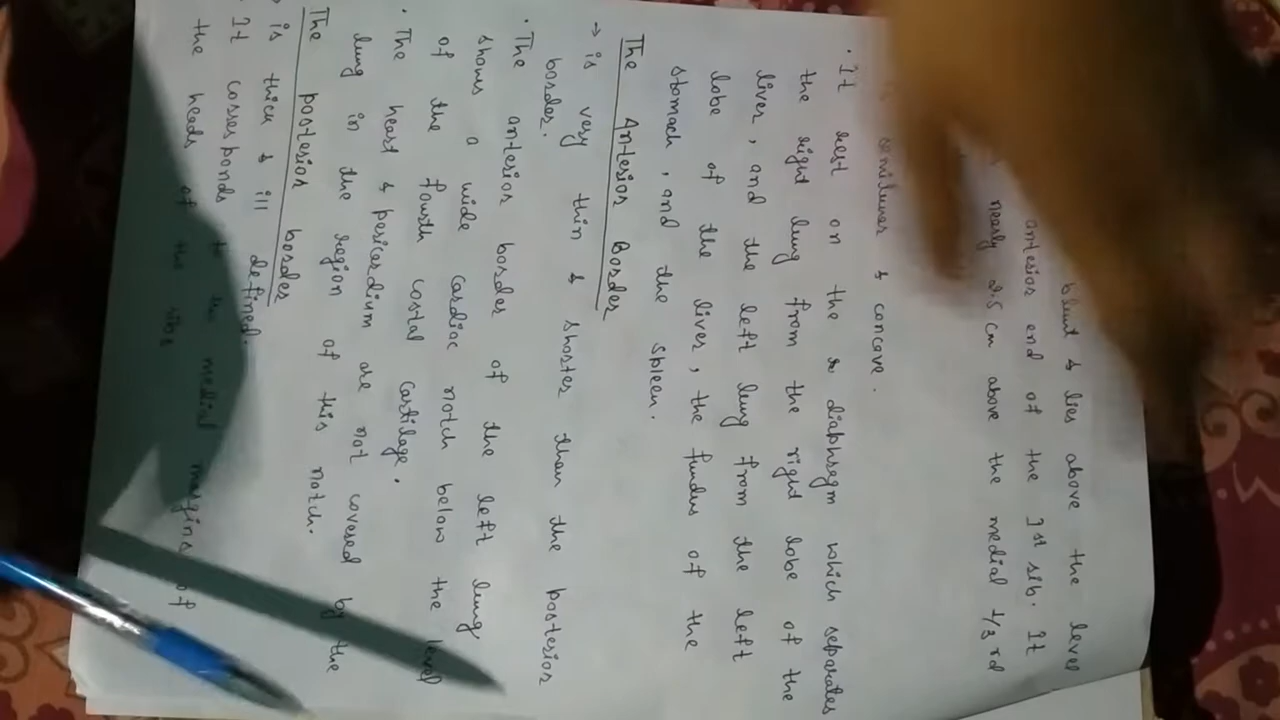 blunt & lies above the level
anterior end of the 1st rib. It
nearly 2.5 cm above the medial 1/3 rd
semilunar & concave.
· It rest on the diaphragm which separates
the right lung from the right lobe of the
liver, and the left lung from the left
lobe of the liver, the fundus of the
stomach, and the spleen.
The Anterior Border
→ is very thin & shorter than the posterior
border.
· The anterior border of the left lung
shows a wide cardiac notch below the level
of the fourth costal cartilage.
· The heart & pericardium are not covered by the
lung in the region of this notch.
The posterior border
is thick & ill defined.
· It corresponds to the medial margins of
the heads of the ribs